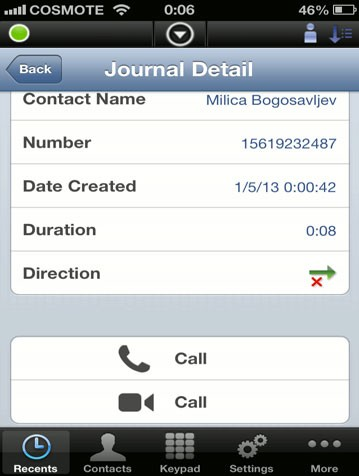 COSMOTE 0:06 46%
Back Journal Detail
Contact Name Milica Bogosavljev
Number 15619232487
Date Created 1/5/13 0:00:42
Duration 0:08
Direction
Call
Call
Recents Contacts Keypad Settings More